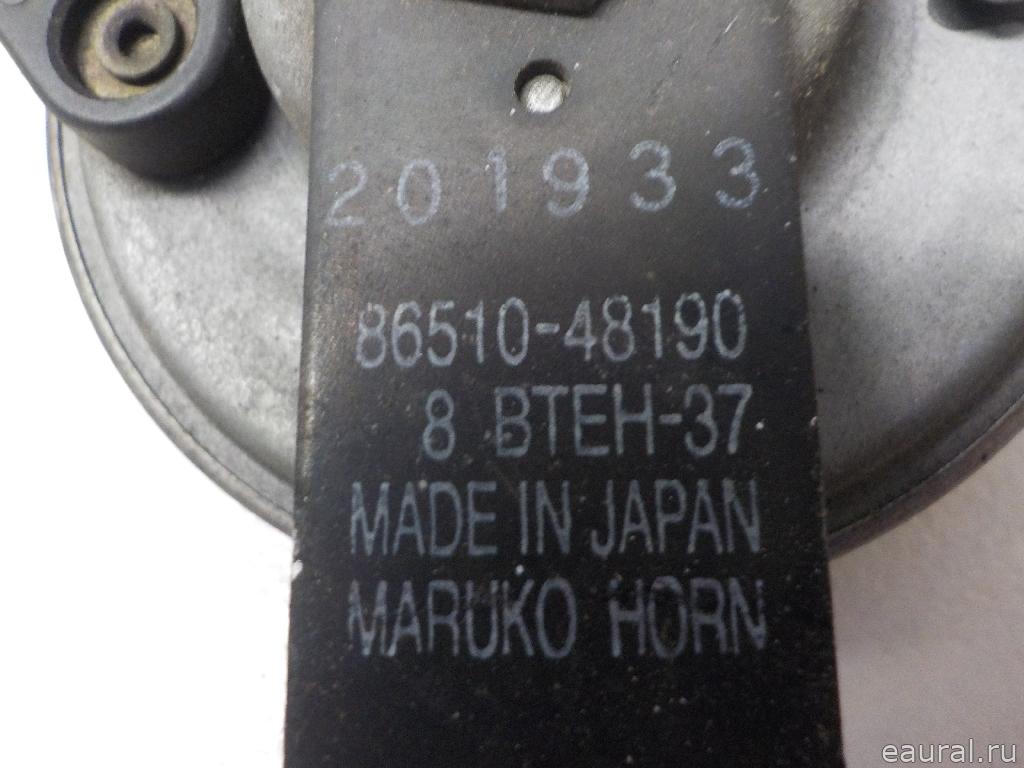 201933
86510-48190
8 BTEH-37
MADE IN JAPAN
MARUKO HORN
eaural.ru